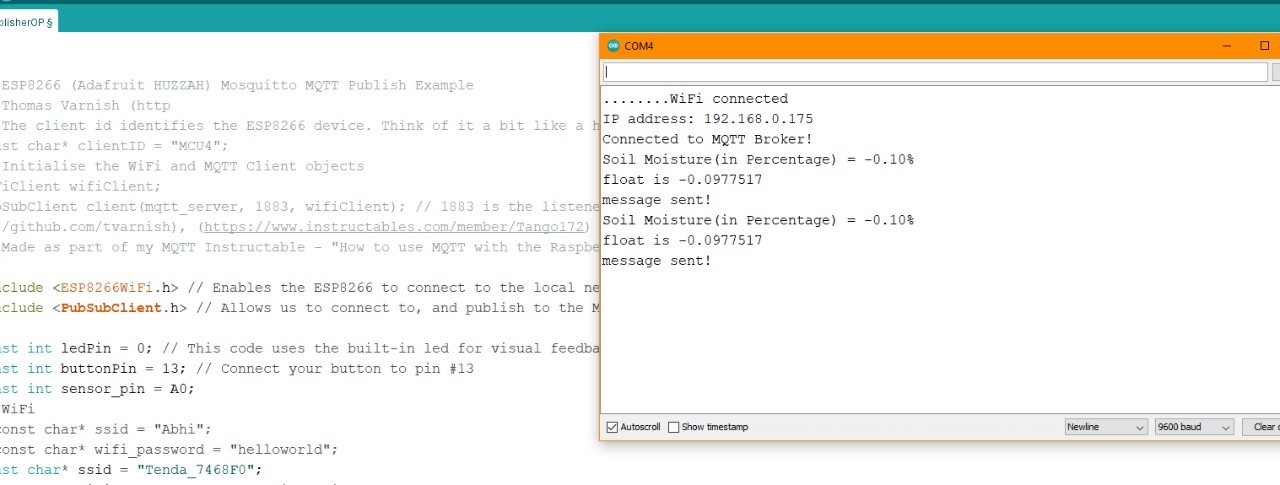 blisherOP §
ESP8266 (Adafruit HUZZAH) Mosquitto MQTT Publish Example
Thomas Varnish (http
The client id identifies the ESP8266 device. Think of it a bit like a h
st char* clientID = "MCU4";
Initialise the WiFi and MQTT Client objects
iClient wifiClient;
SubClient client(mqtt_server, 1883, wifiClient); // 1883 is the listene
//github.com/tvarnish), (https://www.instructables.com/member/Tango172)
Made as part of my MQTT Instructable - "How to use MQTT with the Raspbe
clude <ESP8266WiFi.h> // Enables the ESP8266 to connect to the local ne
clude <PubSubClient.h> // Allows us to connect to, and publish to the M
st int ledPin = 0; // This code uses the built-in led for visual feedba
st int buttonPin = 13; // Connect your button to pin #13
st int sensor_pin = A0;
WiFi
const char* ssid = "Abhi";
const char* wifi_password = "helloworld";
st char* ssid = "Tenda_7468F0";
COM4
........WiFi connected
IP address: 192.168.0.175
Connected to MQTT Broker!
Soil Moisture(in Percentage) = -0.10%
float is -0.0977517
message sent!
Soil Moisture(in Percentage) = -0.10%
float is -0.0977517
message sent!
Autoscroll Show timestamp Newline 9600 baud Clear